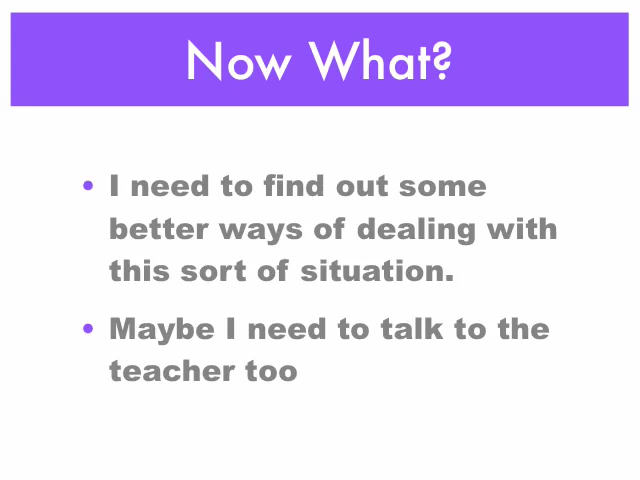 Now What?
• I need to find out some
better ways of dealing with
this sort of situation.
• Maybe I need to talk to the
teacher too